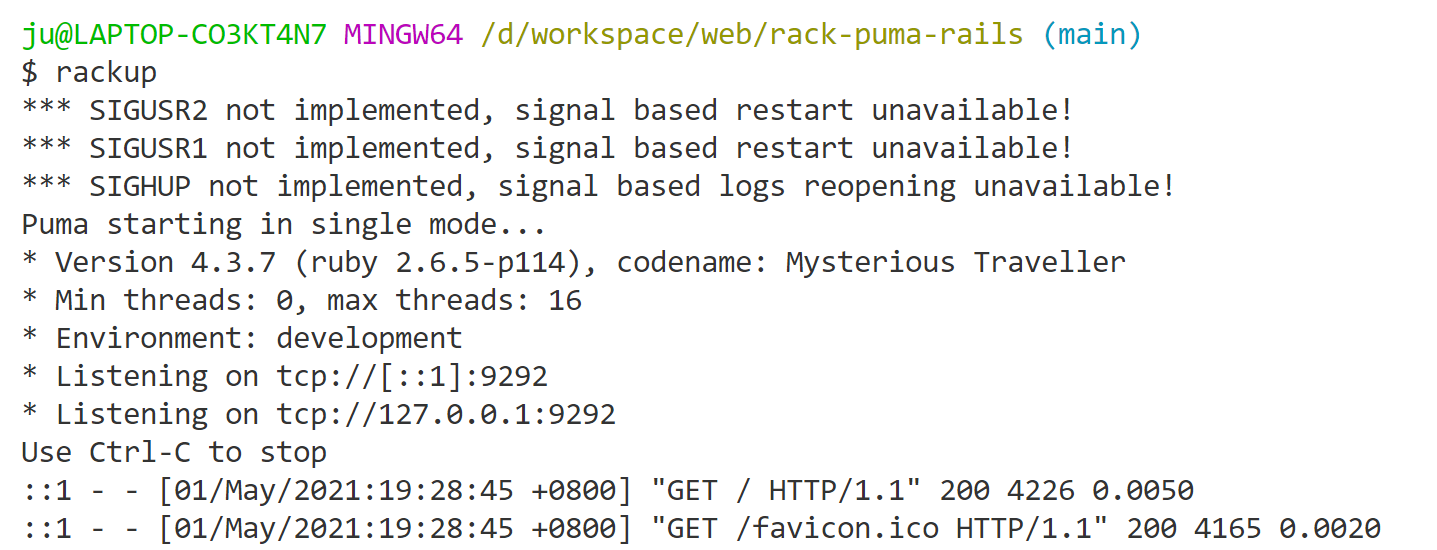 ju@LAPTOP-CO3KT4N7 MINGW64 /d/workspace/web/rack-puma-rails (main)
$ rackup
*** SIGUSR2 not implemented, signal based restart unavailable!
*** SIGUSR1 not implemented, signal based restart unavailable!
*** SIGHUP not implemented, signal based logs reopening unavailable!
Puma starting in single mode...
* Version 4.3.7 (ruby 2.6.5-p114), codename: Mysterious Traveller
* Min threads: 0, max threads: 16
* Environment: development
* Listening on tcp://[::1]:9292
* Listening on tcp://127.0.0.1:9292
Use Ctrl-C to stop
::1 - - [01/May/2021:19:28:45 +0800] "GET / HTTP/1.1" 200 4226 0.0050
::1 - - [01/May/2021:19:28:45 +0800] "GET /favicon.ico HTTP/1.1" 200 4165 0.0020